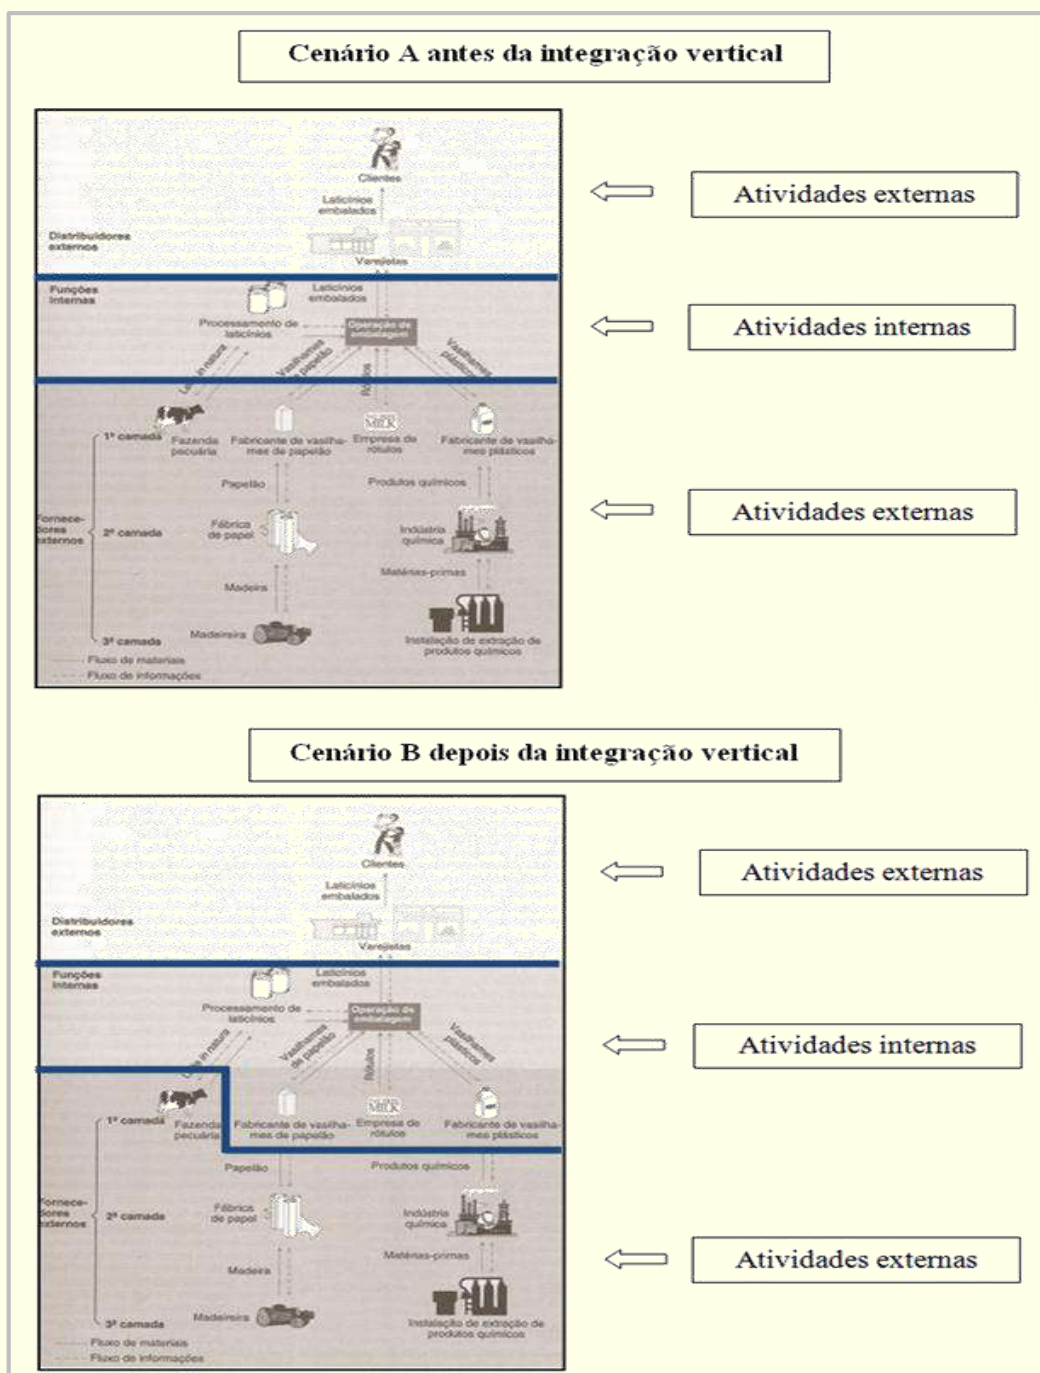 Cenário A antes da integração vertical
Clientes
Atividades externas
Laticínios
embalados
Distribuidores
externos
Varejistas
Funções
Internas
Laticínios
embalados
Processamento de
laticínios
Operação de
embalagem
Atividades internas
Leite in natura
Vasilhames
de papelão
Rótulos
Vasilhames
plásticos
1ª camada
Fazenda
pecuária
Fabricante de vasilha-
mes de papelão
MILK
Empresa de
rótulos
Fabricante de vasilha-
mes plásticos
Papelão
Produtos químicos
Atividades externas
Fornece-
dores
externos
2ª camada
Fábrica
de papel
Indústria
química
Matérias-primas
Madeira
3ª camada
Madeireira
Instalação de extração de
produtos químicos
Fluxo de materiais
Fluxo de informações
Cenário B depois da integração vertical
Clientes
Atividades externas
Laticínios
embalados
Distribuidores
externos
Varejistas
Funções
Internas
Laticínios
embalados
Processamento de
laticínios
Operação de
embalagem
Atividades internas
Leite in natura
Vasilhames
de papelão
Rótulos
Vasilhames
plásticos
1ª camada
Fazenda
pecuária
Fabricante de vasilha-
mes de papelão
MILK
Empresa de
rótulos
Fabricante de vasilha-
mes plásticos
Papelão
Produtos químicos
Fornece-
dores
externos
2ª camada
Fábrica
de papel
Indústria
química
Matérias-primas
Atividades externas
Madeira
3ª camada
Madeireira
Instalação de extração de
produtos químicos
Fluxo de materiais
Fluxo de informações